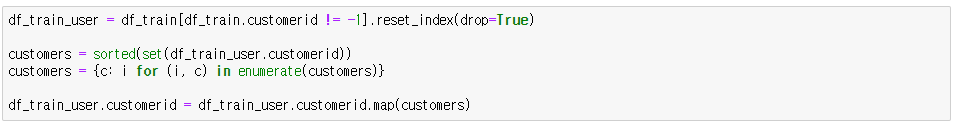 df_train_user = df_train[df_train.customerid != -1].reset_index(drop=True)
customers = sorted(set(df_train_user.customerid))
customers = {c: i for (i, c) in enumerate(customers)}
df_train_user.customerid = df_train_user.customerid.map(customers)